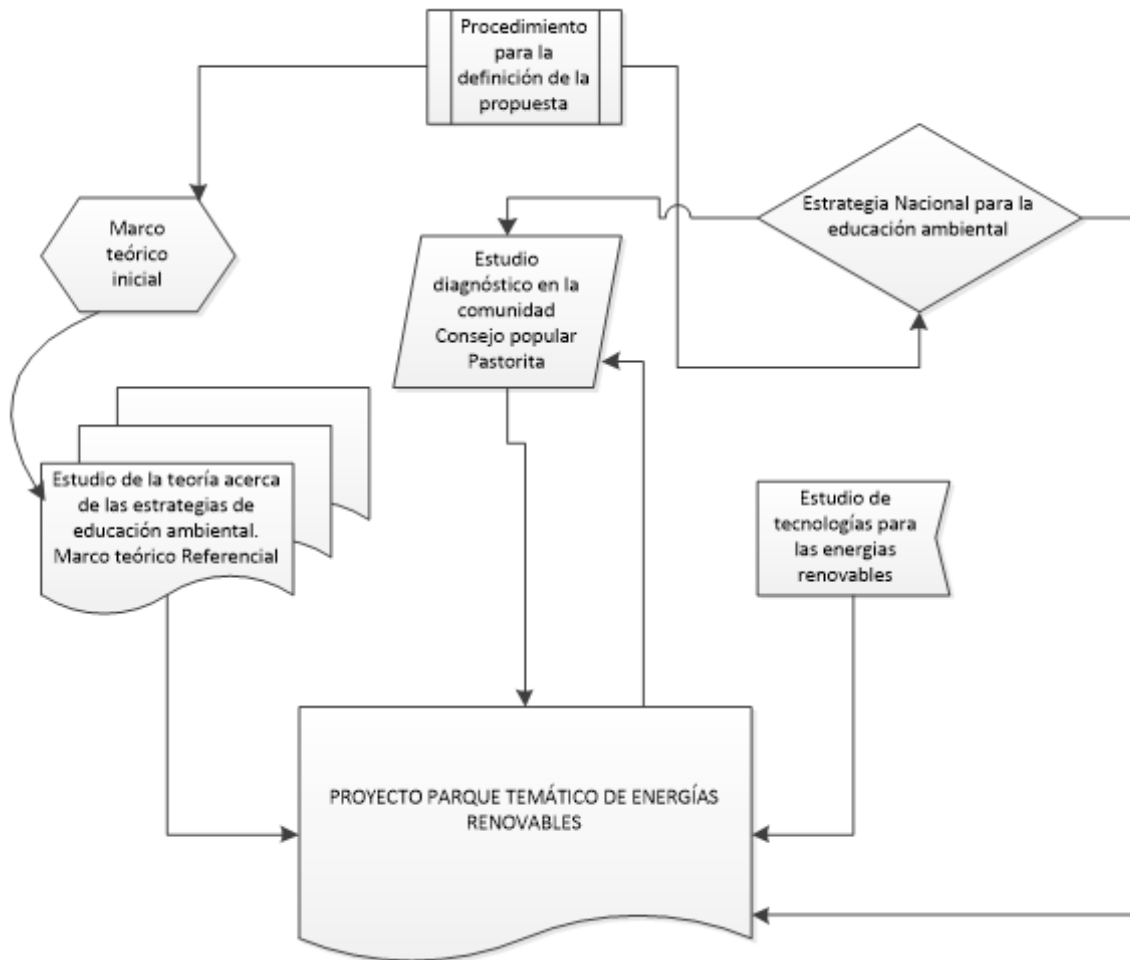 Procedimiento
para la
definición de la
propuesta
Marco
teórico
inicial
Estrategia Nacional para la
educación ambiental
Estudio
diagnóstico en la
comunidad
Consejo popular
Pastorita
Estudio de la teoría acerca
de las estrategias de
educación ambiental.
Marco teórico Referencial
Estudio de
tecnologías para
las energias
renovables
PROYECTO PARQUE TEMÁTICO DE ENERGÍAS
RENOVABLES